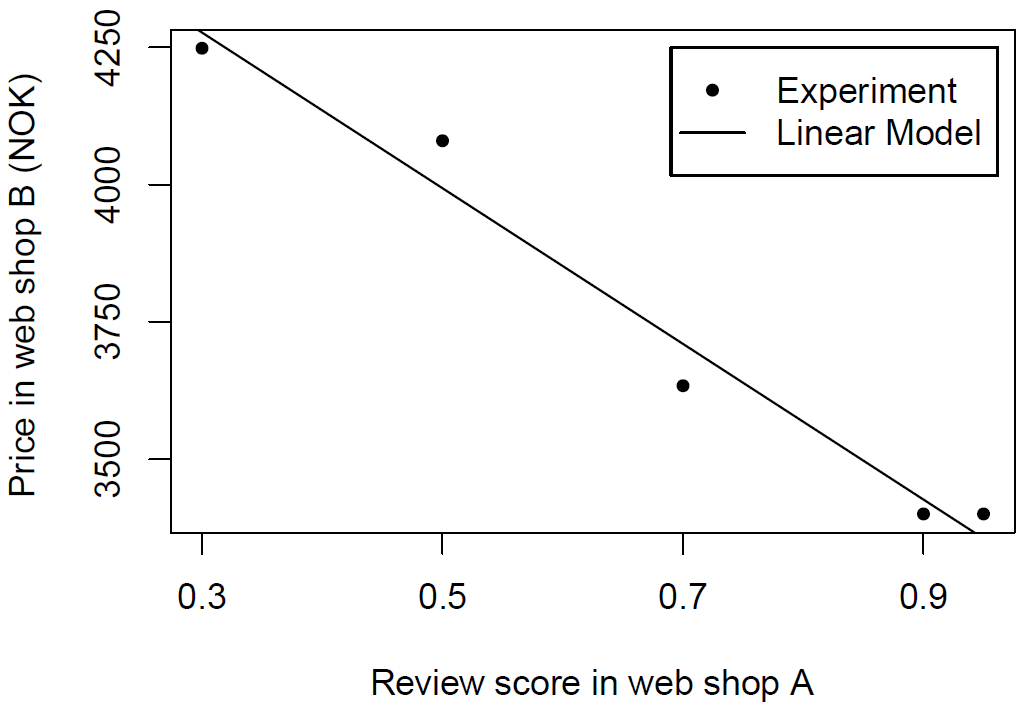 Price in web shop B (NOK)
4250
4000
3750
3500
Experiment
Linear Model
0.3 0.5 0.7 0.9
Review score in web shop A